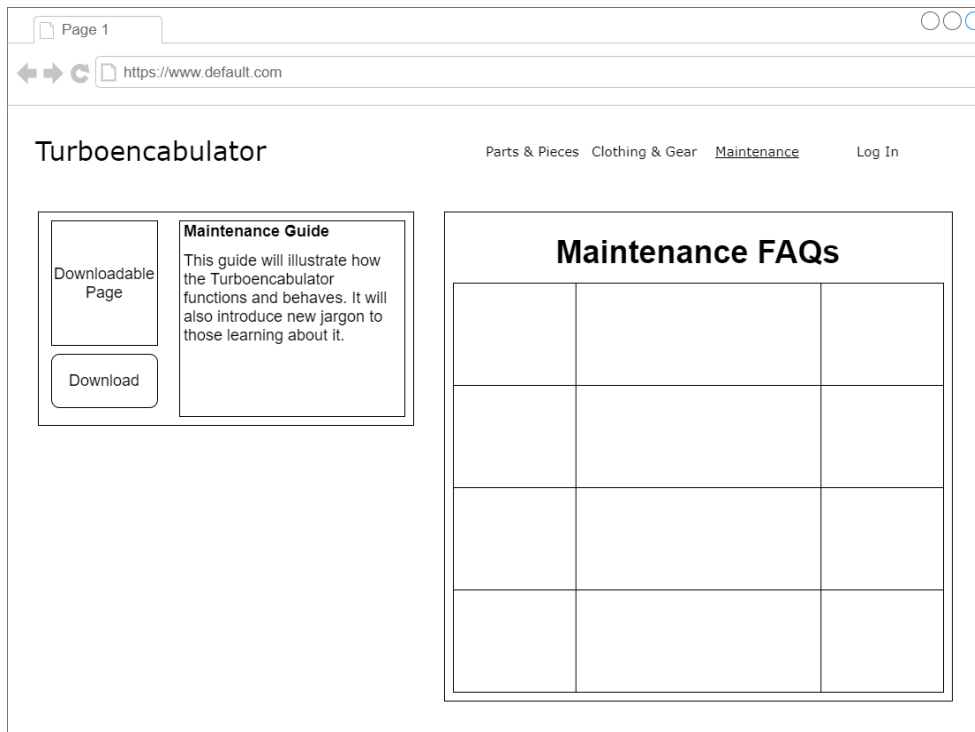 Page 1
https://www.default.com
Turboencabulator
Parts & Pieces Clothing & Gear Maintenance Log In
Downloadable
Page
Download
Maintenance Guide
This guide will illustrate how
the Turboencabulator
functions and behaves. It will
also introduce new jargon to
those learning about it.
Maintenance FAQs